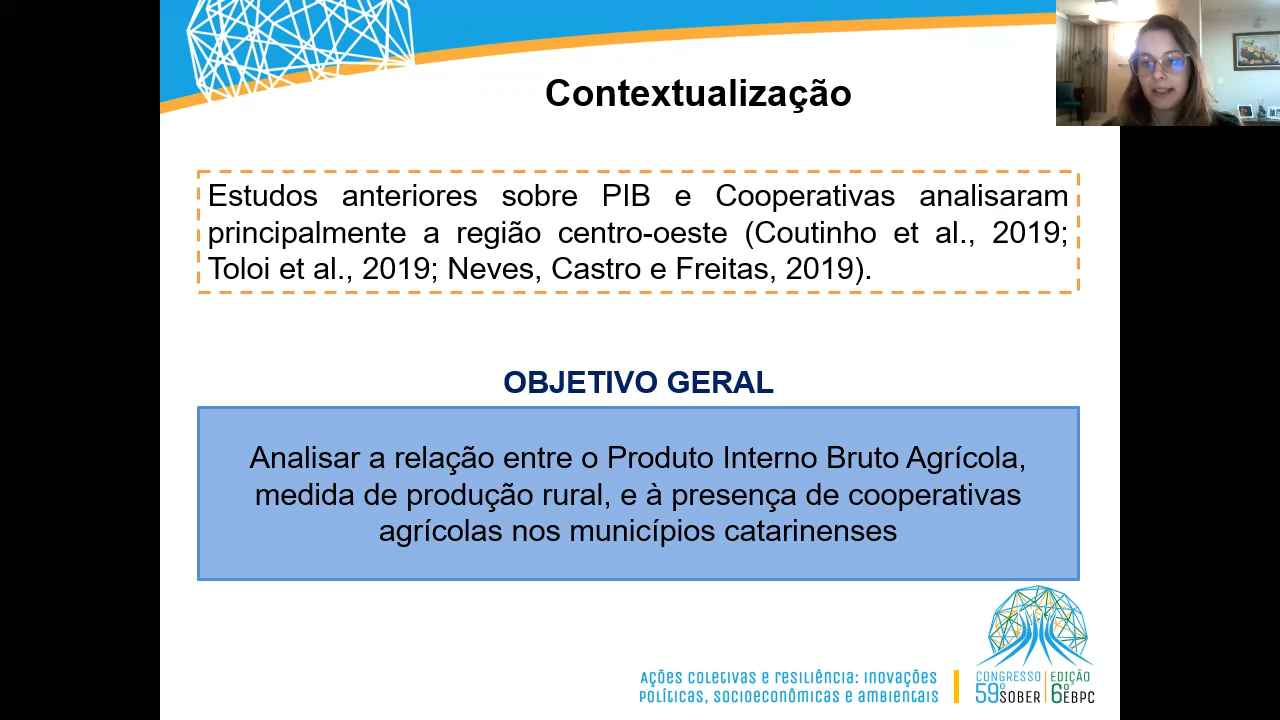 Contextualização
Estudos anteriores sobre PIB e Cooperativas analisaram
principalmente a região centro-oeste (Coutinho et al., 2019;
Toloi et al., 2019; Neves, Castro e Freitas, 2019).
OBJETIVO GERAL
Analisar a relação entre o Produto Interno Bruto Agrícola,
medida de produção rural, e à presença de cooperativas
agrícolas nos municípios catarinenses
Ações coletivas e resiliência: inovações
políticas, socioeconômicas e ambientais
CONGRESSO
59º SOBER
EDIÇÃO
6º EBPC